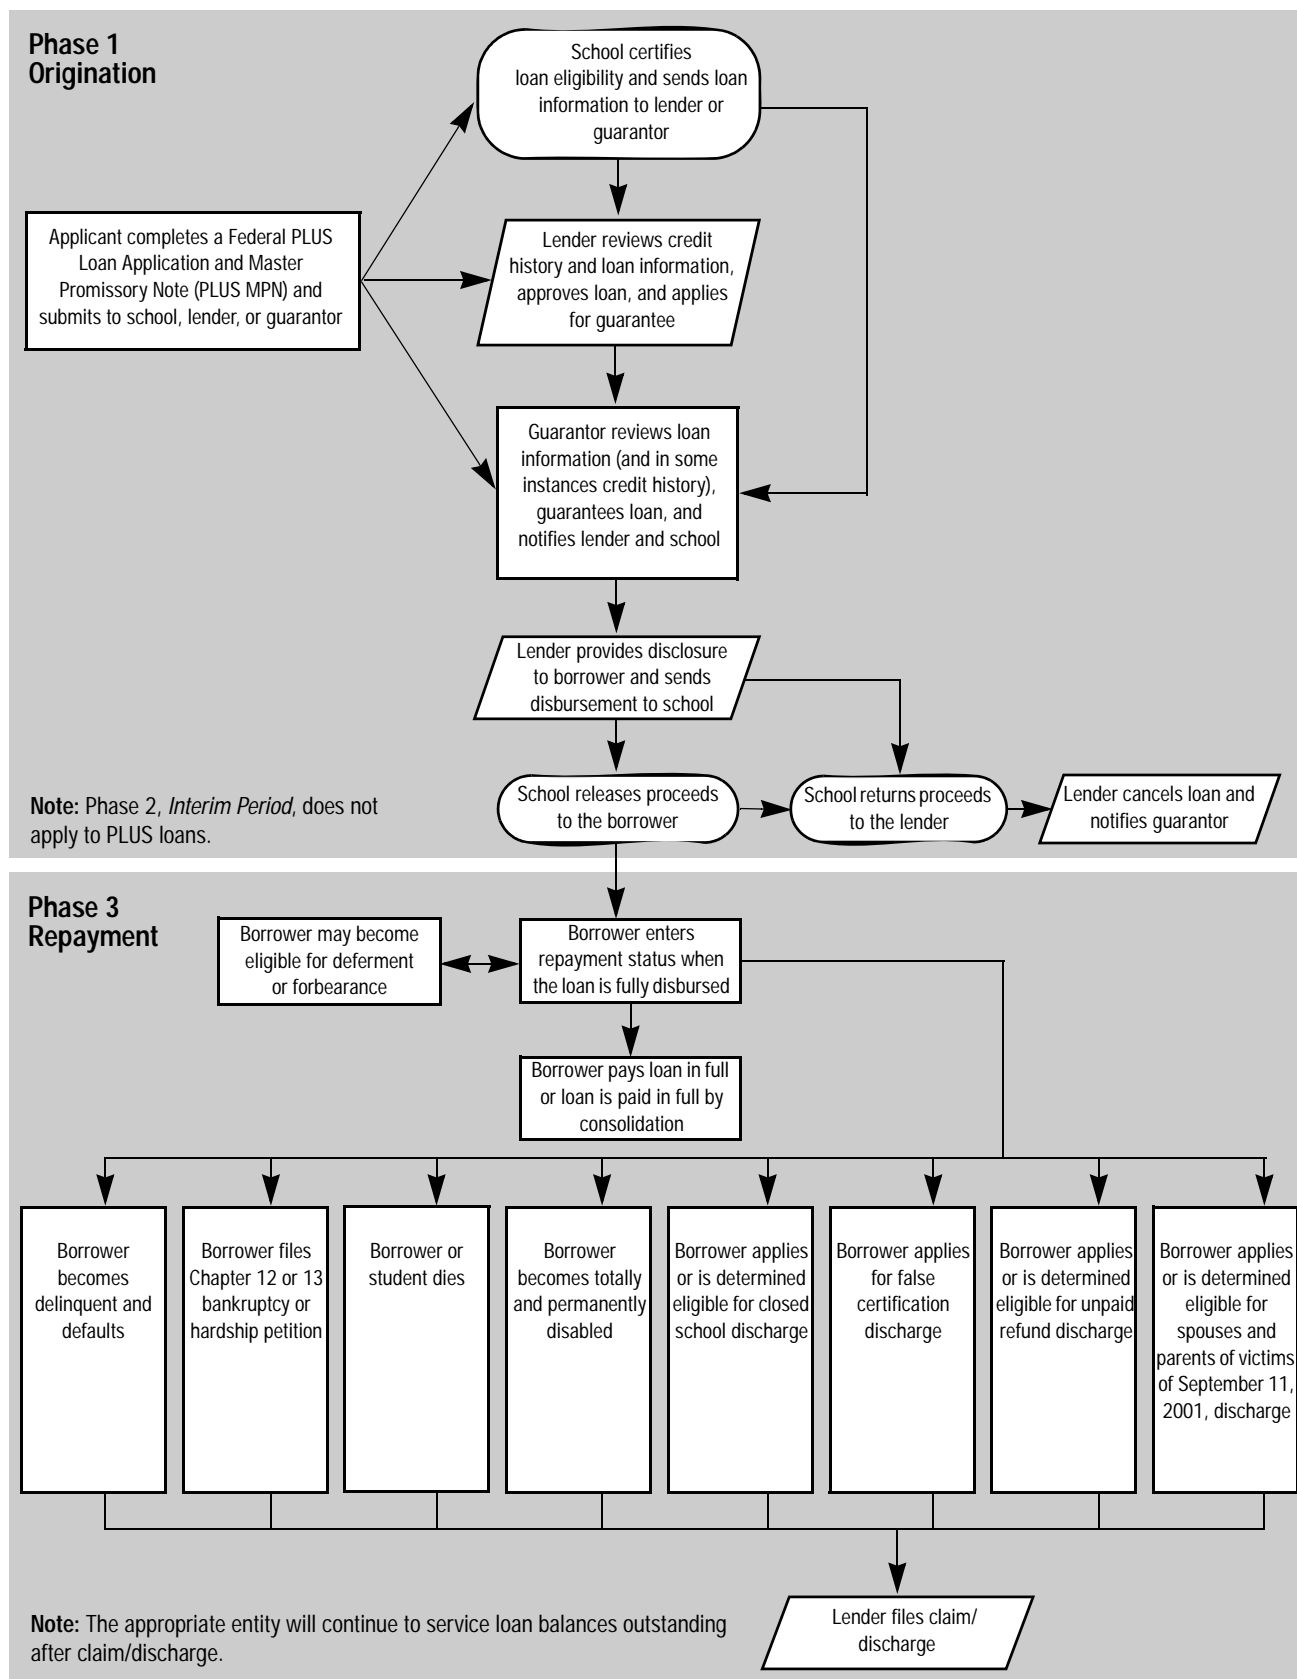 Phase 1
Origination
School certifies
loan eligibility and sends loan
information to lender or
guarantor
Applicant completes a Federal PLUS
Loan Application and Master
Promissory Note (PLUS MPN) and
submits to school, lender, or guarantor
Lender reviews credit
history and loan information,
approves loan, and applies
for guarantee
Guarantor reviews loan
information (and in some
instances credit history),
guarantees loan, and
notifies lender and school
Lender provides disclosure
to borrower and sends
disbursement to school
Note: Phase 2, Interim Period, does not
apply to PLUS loans.
School releases proceeds
to the borrower
School returns proceeds
to the lender
Lender cancels loan and
notifies guarantor
Phase 3
Repayment
Borrower may become
eligible for deferment
or forbearance
Borrower enters
repayment status when
the loan is fully disbursed
Borrower pays loan in full
or loan is paid in full by
consolidation
Borrower
becomes
delinquent and
defaults
Borrower files
Chapter 12 or 13
bankruptcy or
hardship petition
Borrower or
student dies
Borrower
becomes totally
and permanently
disabled
Borrower applies
or is determined
eligible for closed
school discharge
Borrower applies
for false
certification
discharge
Borrower applies
or is determined
eligible for unpaid
refund discharge
Borrower applies
or is determined
eligible for
spouses and
parents of victims
of September 11,
2001, discharge
Note: The appropriate entity will continue to service loan balances outstanding
after claim/discharge.
Lender files claim/
discharge